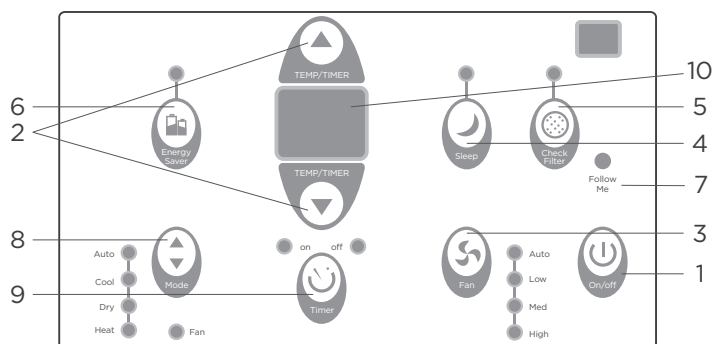 TEMP/TIMER
10
6
2
5
4
Energy
Saver
Sleep
Check
Filter
TEMP/TIMER
Follow
Me
7
8
3
on off
Auto
Cool
Dry
Heat
Mode
Fan
9
Timer
Fan
Auto
Low
Med
High
On/off
1